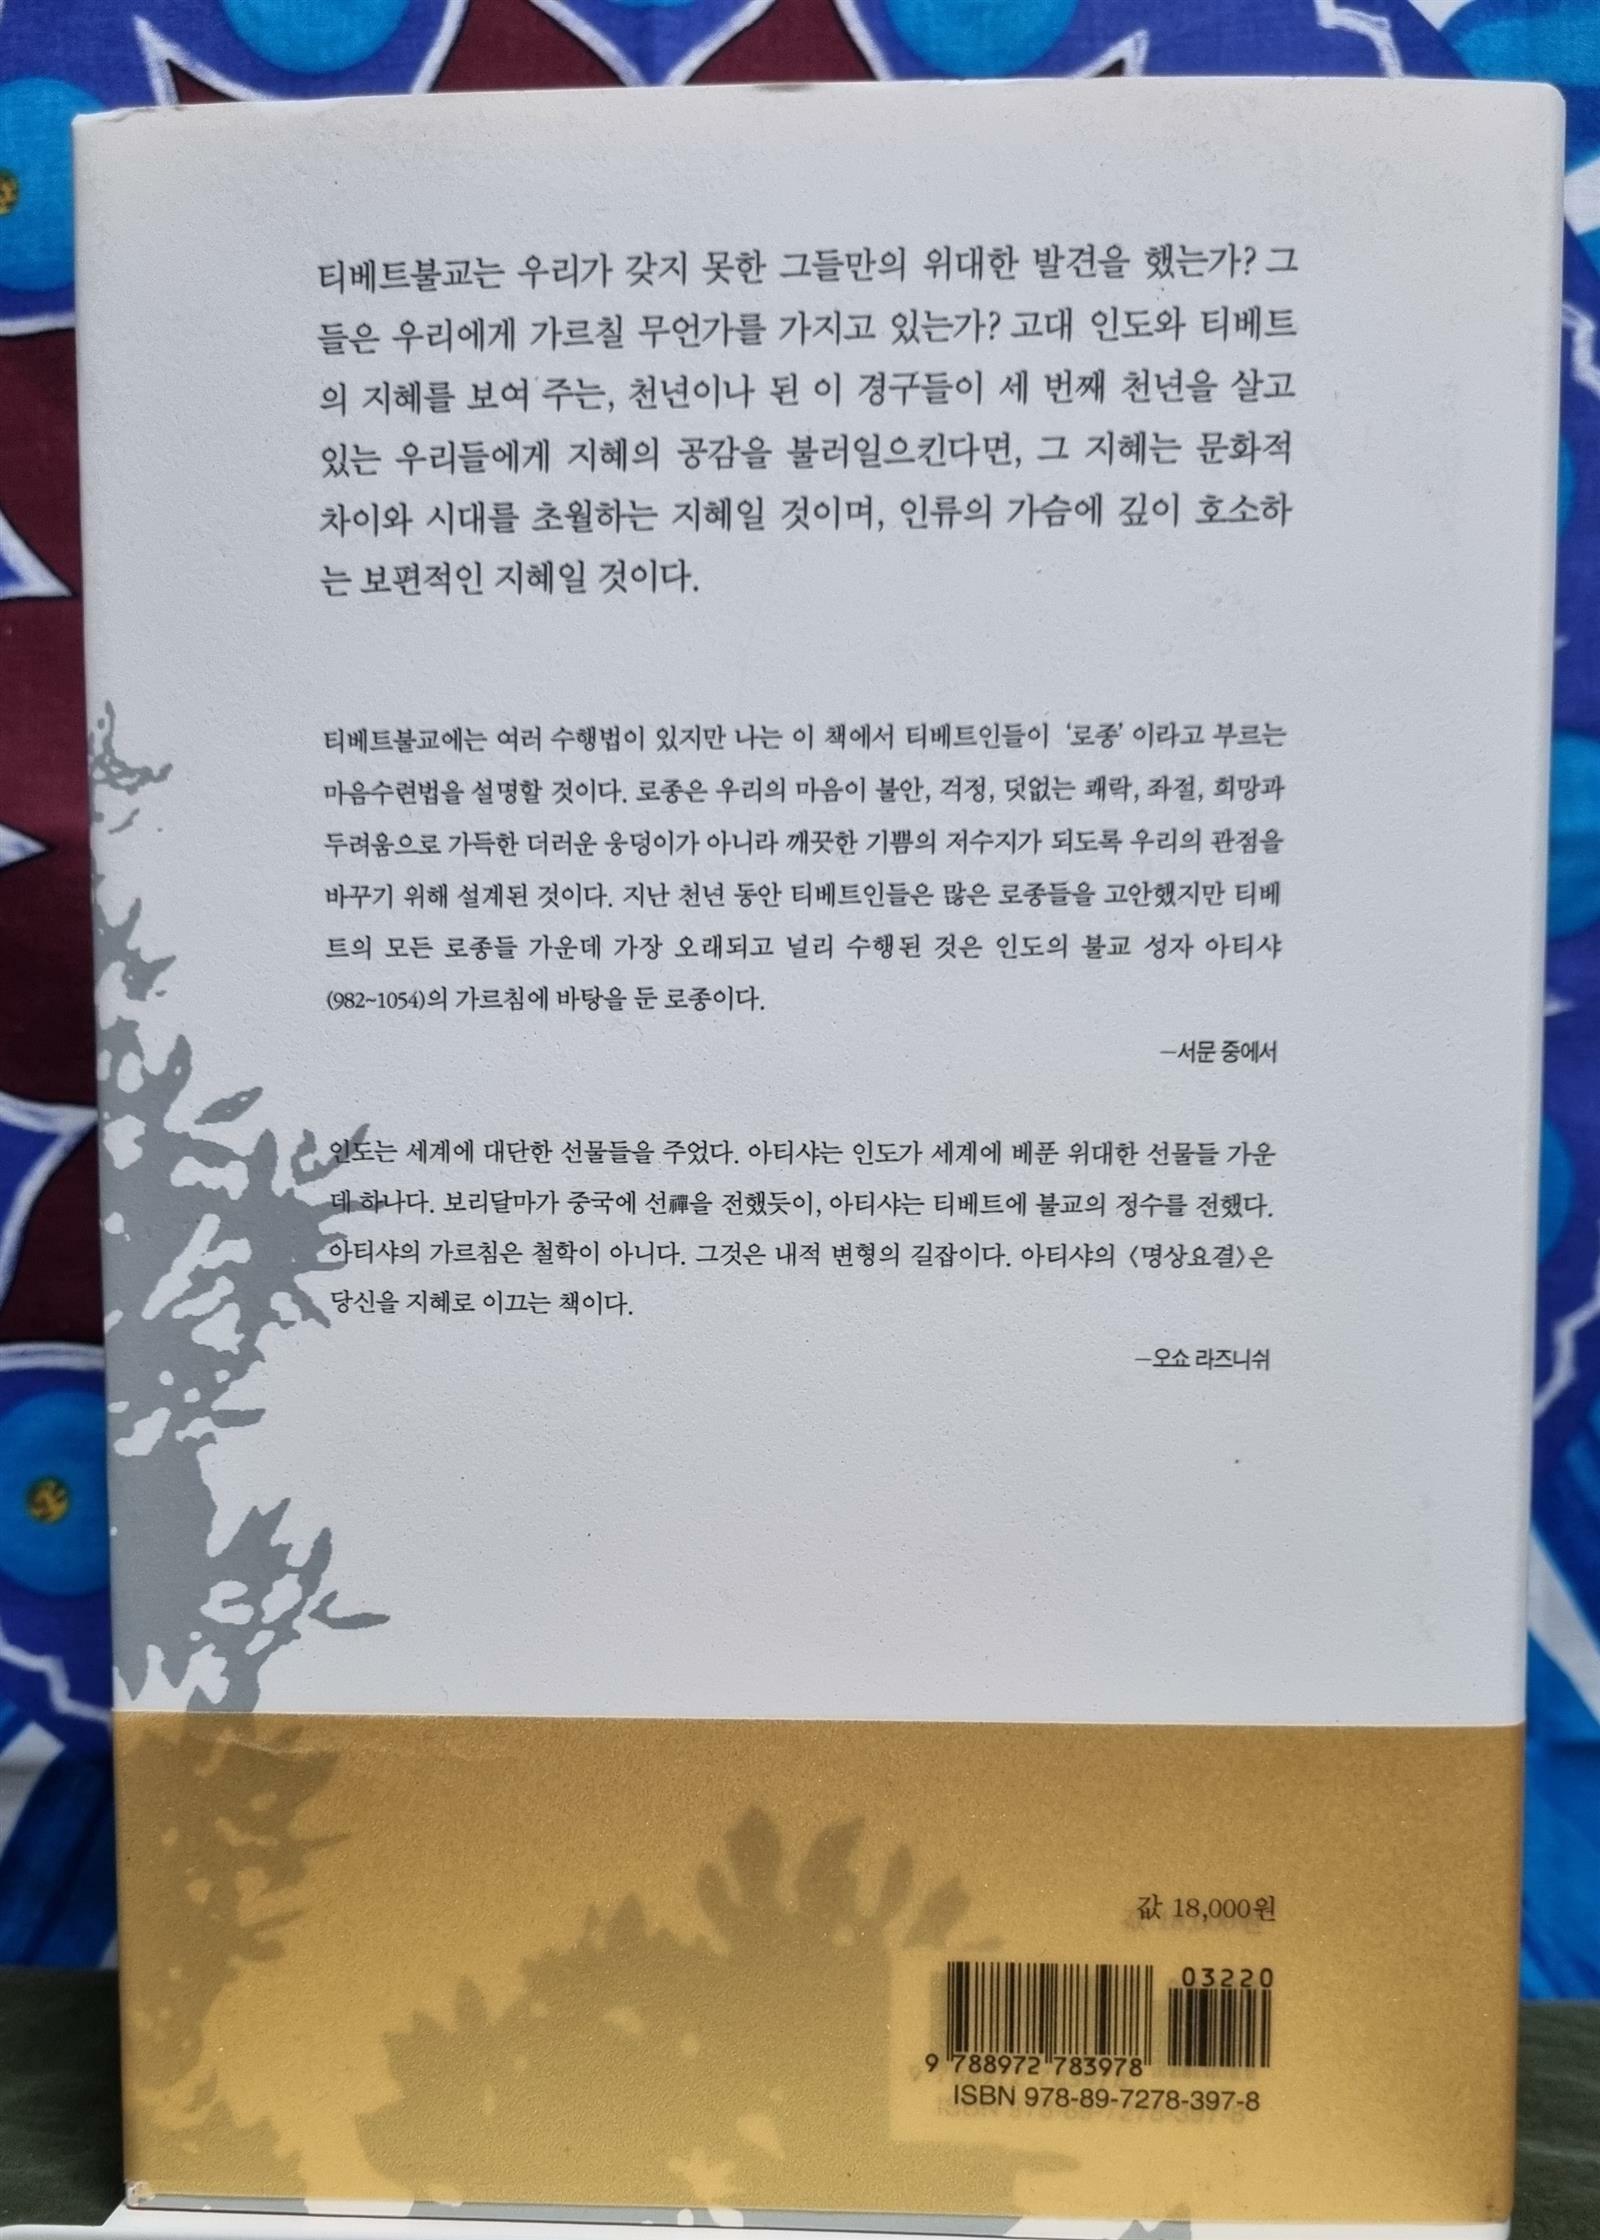 티베트불교는 우리가 갖지 못한 그들만의 위대한 발견을 했는가? 그
들은 우리에게 가르칠 무언가를 가지고 있는가? 고대 인도와 티베트
의 지혜를 보여 주는, 천년이나 된 이 경구들이 세 번째 천년을 살고
있는 우리들에게 지혜의 공감을 불러일으킨다면, 그 지혜는 문화적
차이와 시대를 초월하는 지혜일 것이며, 인류의 가슴에 깊이 호소하
는 보편적인 지혜일 것이다.
티베트불교에는 여러 수행법이 있지만 나는 이 책에서 티베트인들이 ‘로종’이라고 부르는
마음수련법을 설명할 것이다. 로종은 우리의 마음이 불안, 걱정, 덧없는 쾌락, 좌절, 희망과
두려움으로 가득한 더러운 웅덩이가 아니라 깨끗한 기쁨의 저수지가 되도록 우리의 관점을
바꾸기 위해 설계된 것이다. 지난 천년 동안 티베트인들은 많은 로종들을 고안했지만 티베
트의 모든 로종들 가운데 가장 오래되고 널리 수행된 것은 인도의 불교 성자 아티샤
(982~1054)의 가르침에 바탕을 둔 로종이다.
—서문 중에서
인도는 세계에 대단한 선물들을 주었다. 아티샤는 인도가 세계에 베푼 위대한 선물들 가운
데 하나다. 보리달마가 중국에 선禪을 전했듯이, 아티샤는 티베트에 불교의 정수를 전했다.
아티샤의 가르침은 철학이 아니다. 그것은 내적 변형의 길잡이다. 아티샤의 〈명상요결〉은
당신을 지혜로 이끄는 책이다.
—오쇼 라즈니쉬
값 18,000원
03220
9 788972 783978
ISBN 978-89-7278-397-8